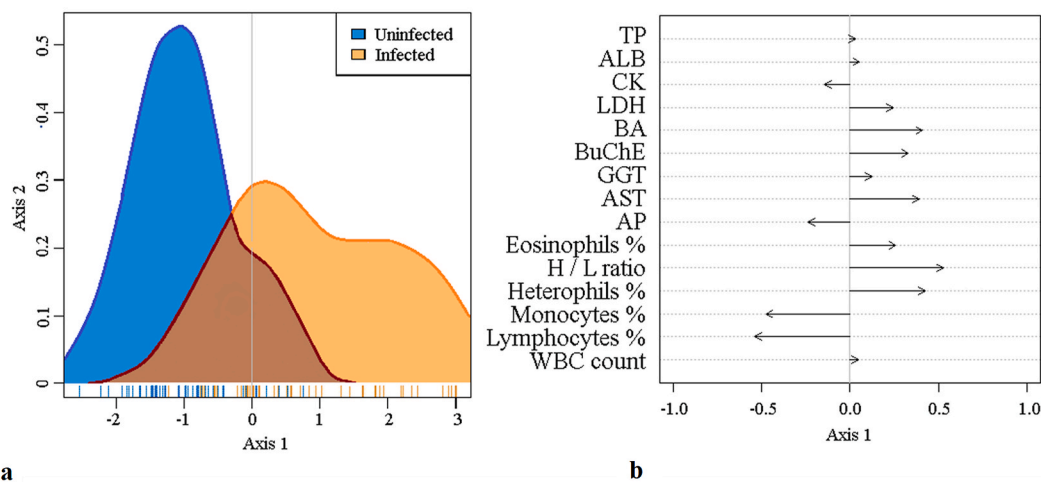 Uninfected
Infected
0.5
0.4
0.3
0.2
0.1
0
Axis 2
-2
-1
0
1
2
3
Axis 1
a
TP
ALB
CK
LDH
BA
BuChE
GGT
AST
AP
Eosinophils %
H / L ratio
Heterophils %
Monocytes %
Lymphocytes %
WBC count
-1.0
-0.5
0.0
0.5
1.0
Axis 1
b